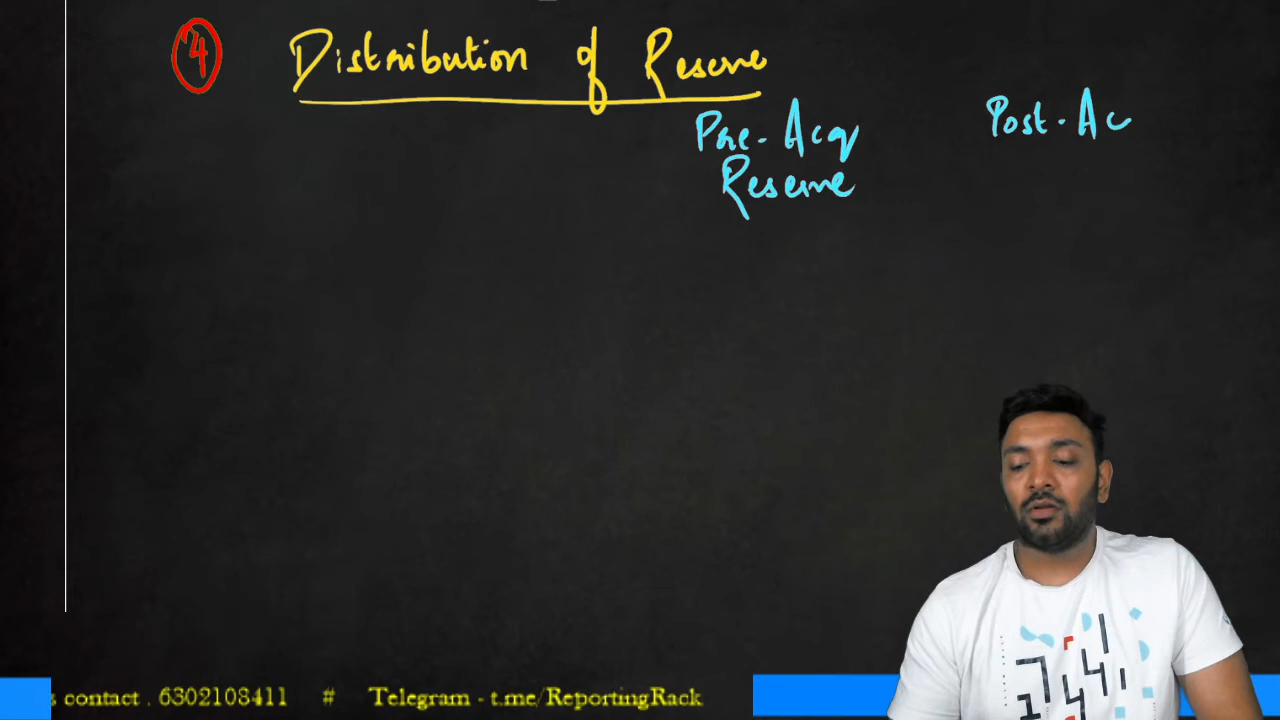 4 Distribution of Reserve
Pre-Acq Post-Ac
Reserve
s contact . 6302108411 # Telegram - t.me/ReportingRack